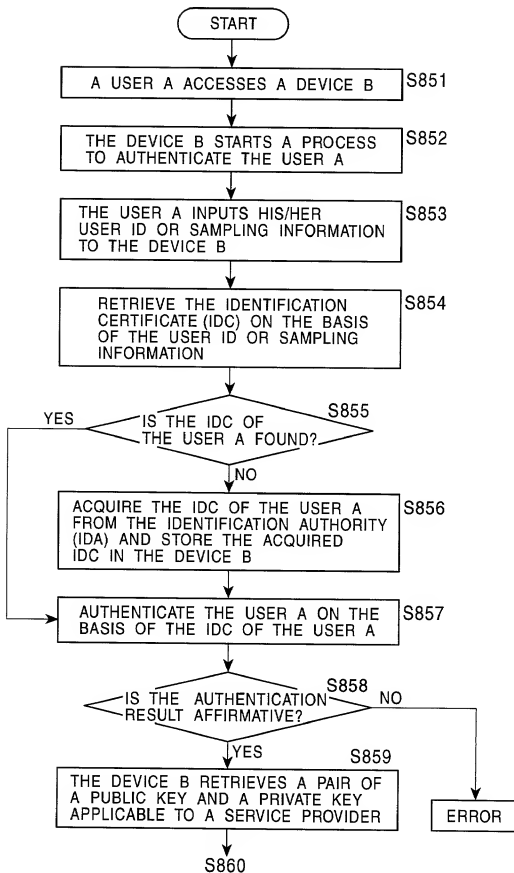 START
A USER A ACCESSES A DEVICE B
S851
THE DEVICE B STARTS A PROCESS
TO AUTHENTICATE THE USER A
S852
THE USER A INPUTS HIS/HER
USER ID OR SAMPLING INFORMATION
TO THE DEVICE B
S853
RETRIEVE THE IDENTIFICATION
CERTIFICATE (IDC) ON THE BASIS
OF THE USER ID OR SAMPLING
INFORMATION
S854
IS THE IDC OF
THE USER A FOUND?
S855
YES
NO
ACQUIRE THE IDC OF THE USER A
FROM THE IDENTIFICATION AUTHORITY
(IDA) AND STORE THE ACQUIRED
IDC IN THE DEVICE B
S856
AUTHENTICATE THE USER A ON THE
BASIS OF THE IDC OF THE USER A
S857
IS THE AUTHENTICATION
RESULT AFFIRMATIVE?
S858
NO
YES
THE DEVICE B RETRIEVES A PAIR OF
A PUBLIC KEY AND A PRIVATE KEY
APPLICABLE TO A SERVICE PROVIDER
S859
ERROR
S860